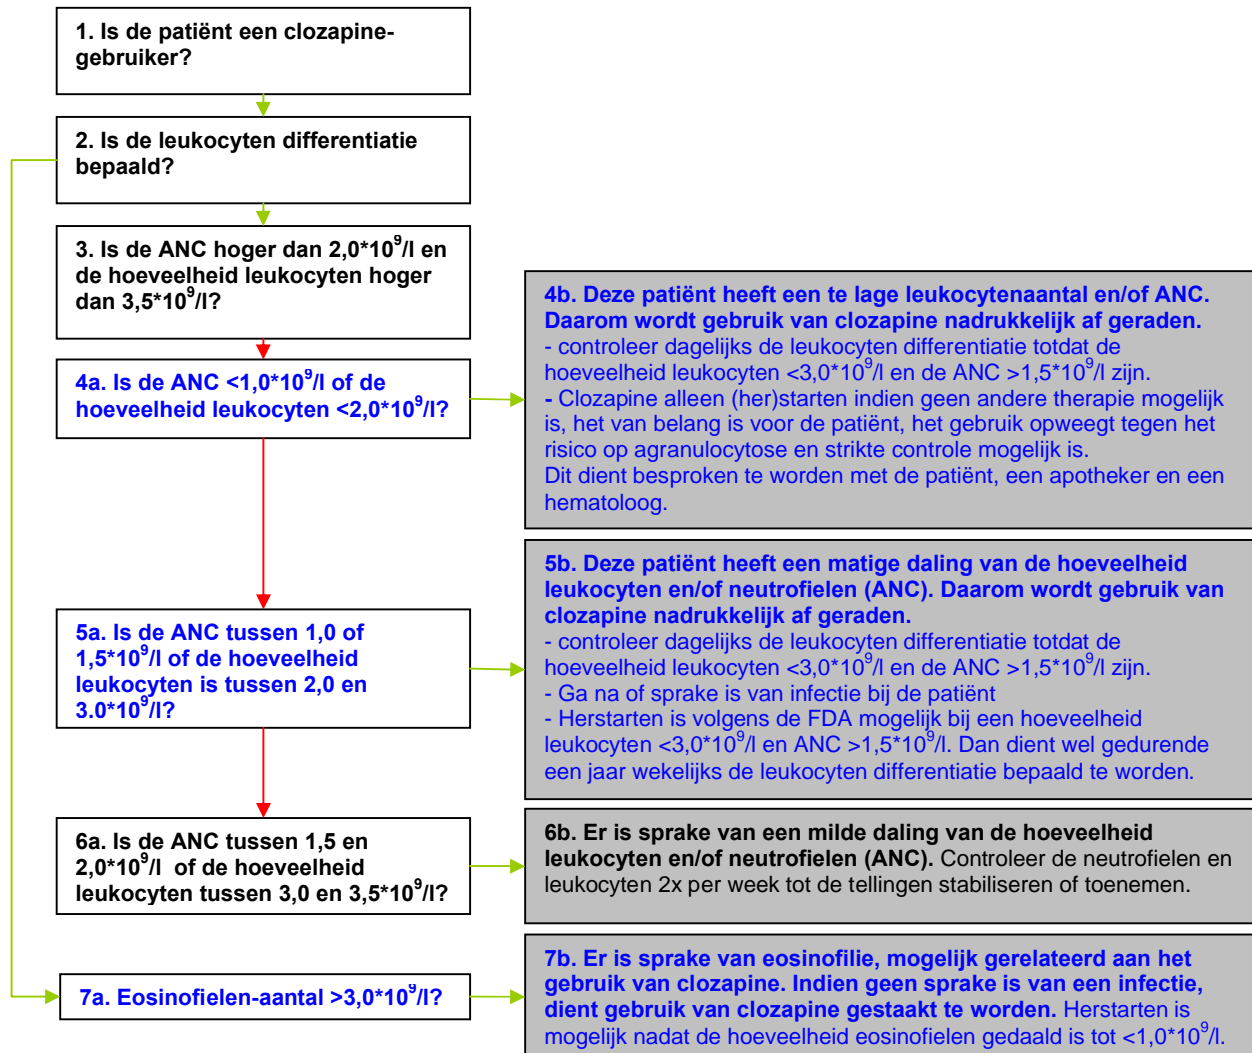 1. Is de patiënt een clozapine-
gebruiker?
2. Is de leukocyten differentiatie
bepaald?
3. Is de ANC hoger dan 2,0*10⁹/l en
de hoeveelheid leukocyten hoger
dan 3,5*10⁹/l?
4a. Is de ANC <1,0*10⁹/l of de
hoeveelheid leukocyten <2,0*10⁹/l?
4b. Deze patiënt heeft een te lage leukocytenaantal en/of ANC.
Daarom wordt gebruik van clozapine nadrukkelijk af geraden.
- controleer dagelijks de leukocyten differentiatie totdat de
hoeveelheid leukocyten <3,0*10⁹/l en de ANC >1,5*10⁹/l zijn.
- Clozapine alleen (her)starten indien geen andere therapie mogelijk
is, het van belang is voor de patiënt, het gebruik opweegt tegen het
risico op agranulocytose en strikte controle mogelijk is.
Dit dient besproken te worden met de patiënt, een apotheker en een
hematoloog.
5a. Is de ANC tussen 1,0 of
1,5*10⁹/l of de hoeveelheid
leukocyten is tussen 2,0 en
3.0*10⁹/l?
5b. Deze patiënt heeft een matige daling van de hoeveelheid
leukocyten en/of neutrofielen (ANC). Daarom wordt gebruik van
clozapine nadrukkelijk af geraden.
- controleer dagelijks de leukocyten differentiatie totdat de
hoeveelheid leukocyten <3,0*10⁹/l en de ANC >1,5*10⁹/l zijn.
- Ga na of sprake is van infectie bij de patiënt
- Herstarten is volgens de FDA mogelijk bij een hoeveelheid
leukocyten <3,0*10⁹/l en ANC >1,5*10⁹/l. Dan dient wel gedurende
een jaar wekelijks de leukocyten differentiatie bepaald te worden.
6a. Is de ANC tussen 1,5 en
2,0*10⁹/l of de hoeveelheid
leukocyten tussen 3,0 en 3,5*10⁹/l?
6b. Er is sprake van een milde daling van de hoeveelheid
leukocyten en/of neutrofielen (ANC). Controleer de neutrofielen en
leukocyten 2x per week tot de tellingen stabiliseren of toenemen.
7a. Eosinofielen-aantal >3,0*10⁹/l?
7b. Er is sprake van eosinofilie, mogelijk gerelateerd aan het
gebruik van clozapine. Indien geen sprake is van een infectie,
dient gebruik van clozapine gestaakt te worden. Herstarten is
mogelijk nadat de hoeveelheid eosinofielen gedaald is tot <1,0*10⁹/l.